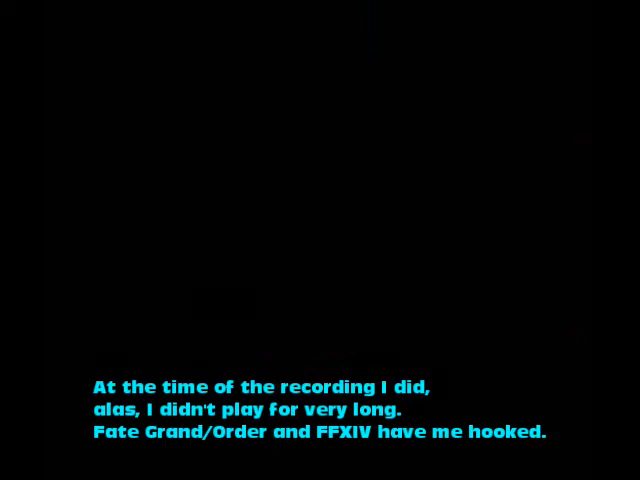 At the time of the recording I did,
alas, I didn't play for very long.
Fate Grand/Order and FFXIV have me hooked.